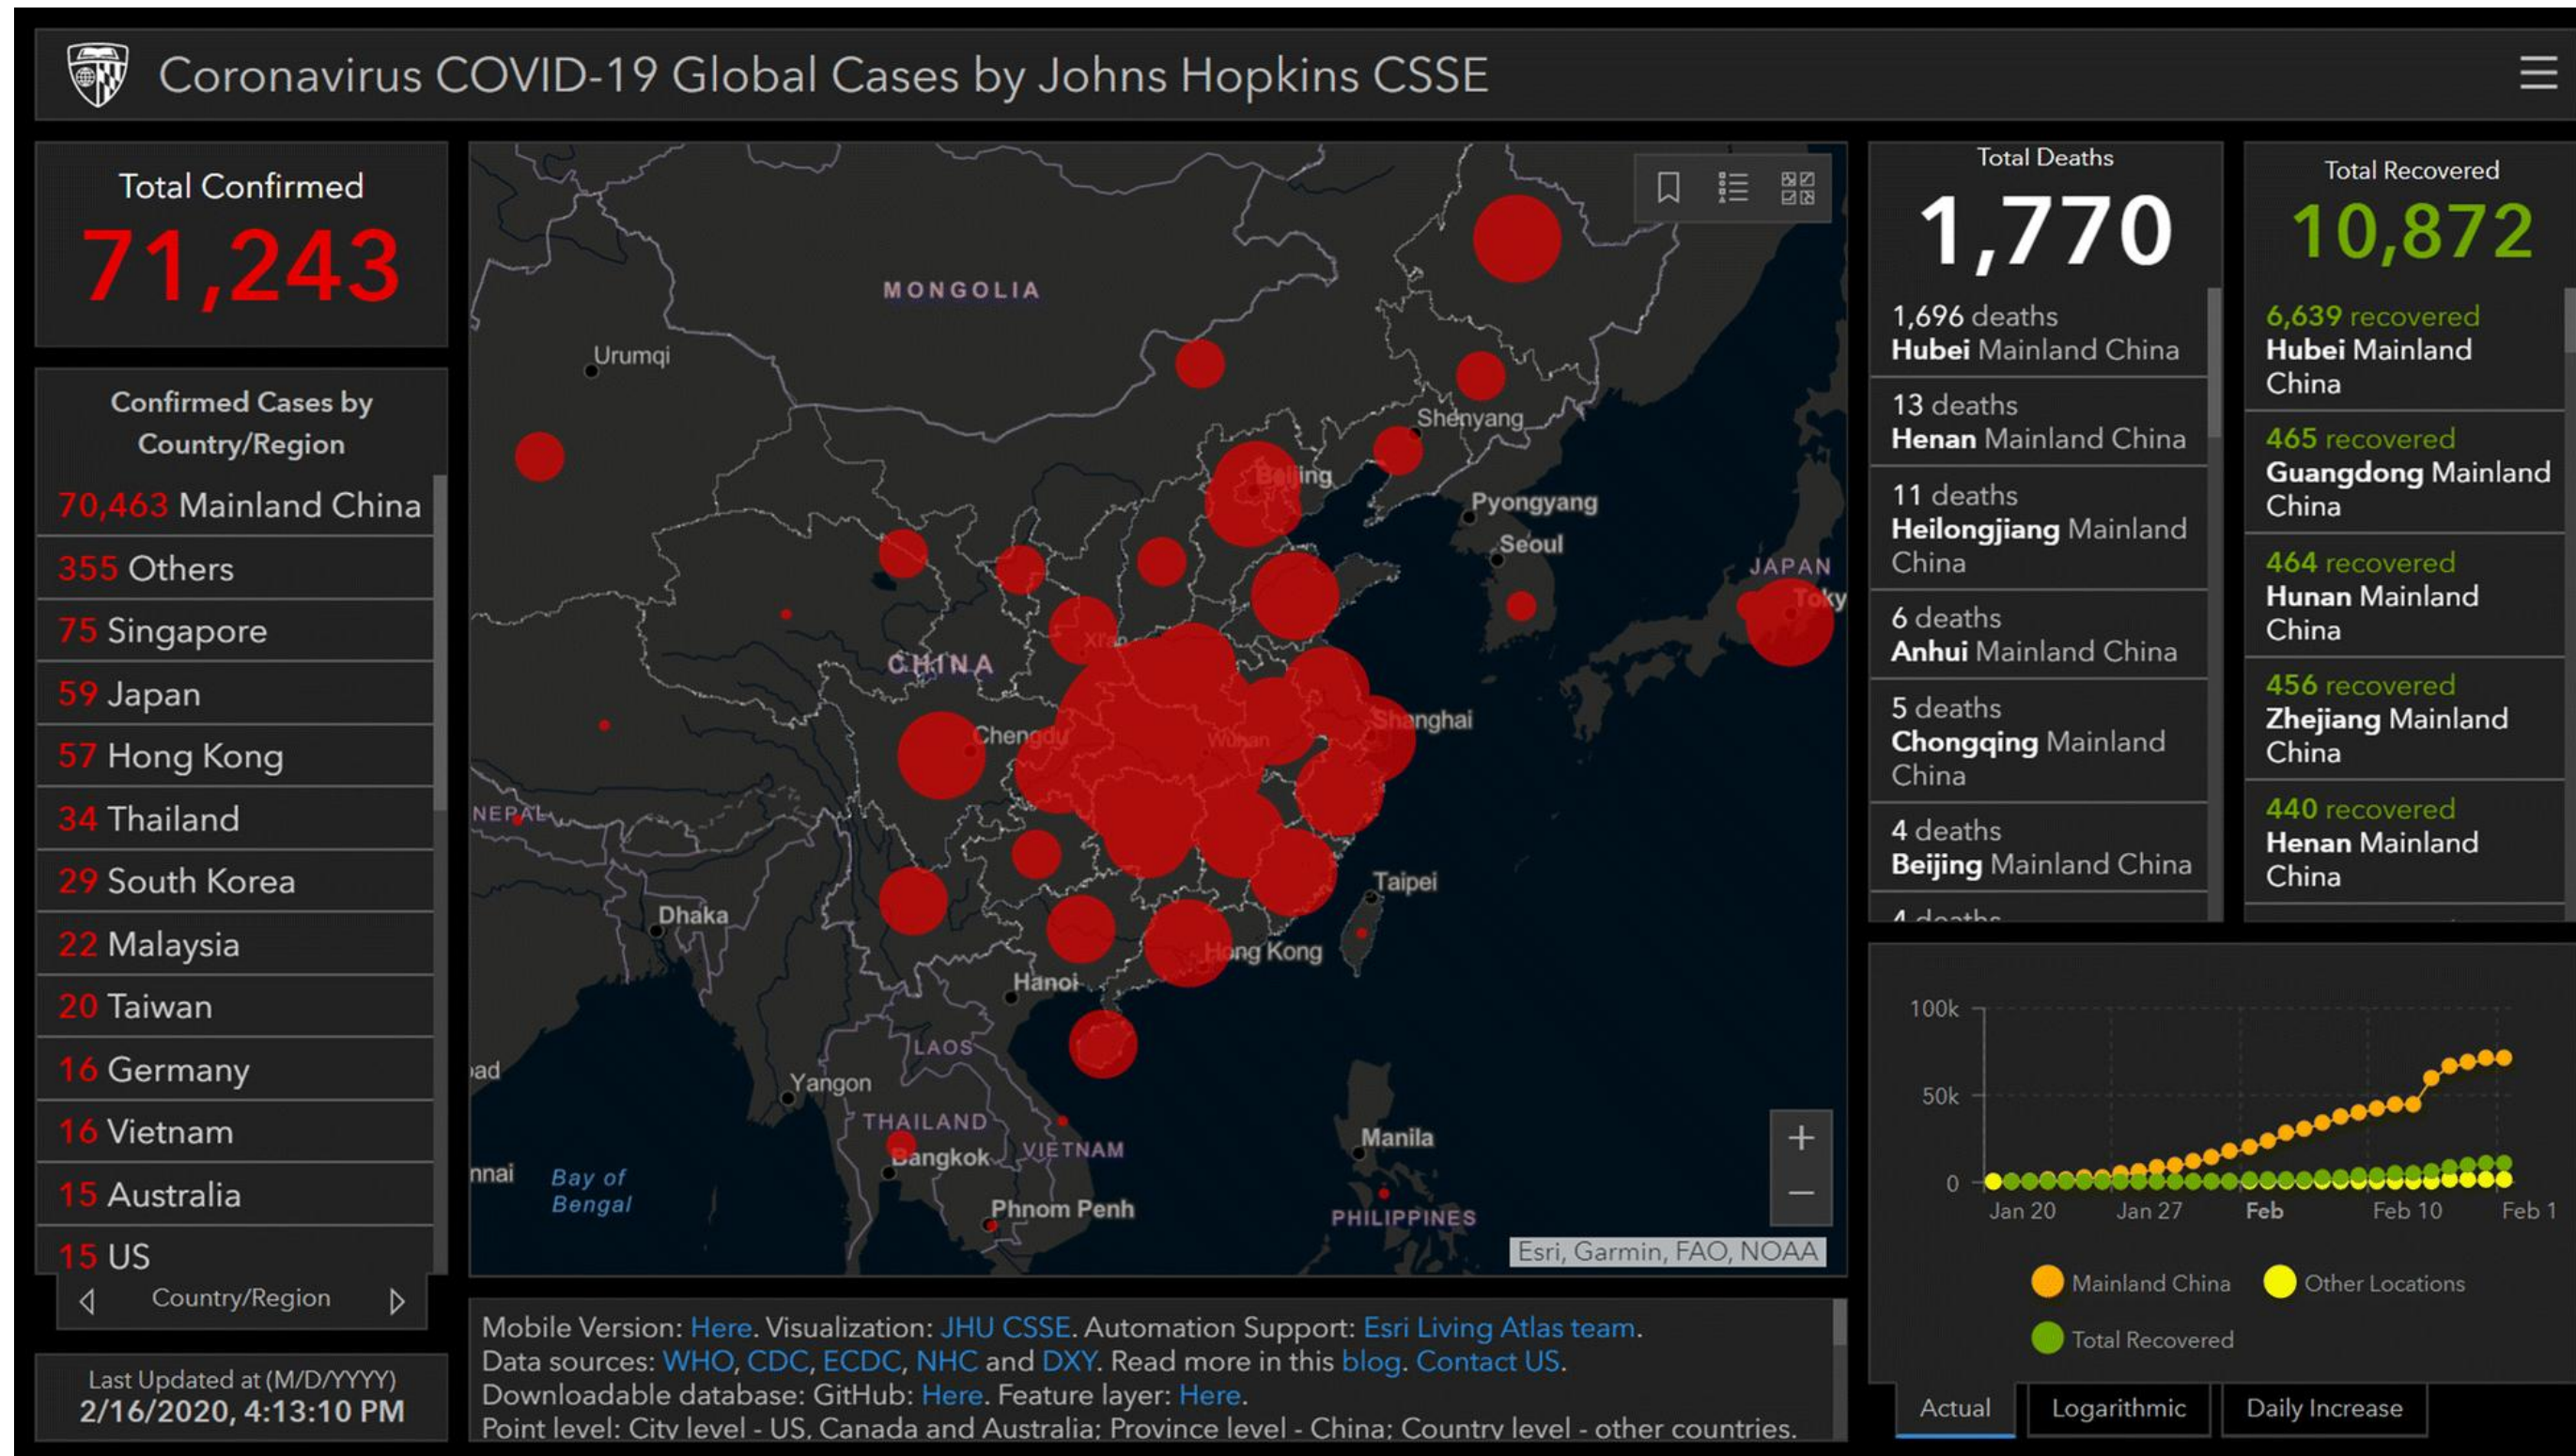 Coronavirus COVID-19 Global Cases by Johns Hopkins CSSE
Total Confirmed
71,243
Confirmed Cases by
Country/Region
70,463 Mainland China
355 Others
75 Singapore
59 Japan
57 Hong Kong
34 Thailand
29 South Korea
22 Malaysia
20 Taiwan
16 Germany
16 Vietnam
15 Australia
15 US
Country/Region
Last Updated at (M/D/YYYY)
2/16/2020, 4:13:10 PM
MONGOLIA
Urumqi
Shenyang
Beijing
Pyongyang
Seoul
JAPAN
Toky
Xi'an
CHINA
Shanghai
Chengdu
Wuhan
NEPAL
Taipei
Dhaka
Hong Kong
Hanoi
LAOS
ad
Yangon
THAILAND
Manila
VIETNAM
Bangkok
nnai
Bay of
Bengal
Phnom Penh
PHILIPPINES
+
−
Esri, Garmin, FAO, NOAA
Mobile Version: Here. Visualization: JHU CSSE. Automation Support: Esri Living Atlas team.
Data sources: WHO, CDC, ECDC, NHC and DXY. Read more in this blog. Contact US.
Downloadable database: GitHub: Here. Feature layer: Here.
Point level: City level - US, Canada and Australia; Province level - China; Country level - other countries.
Total Deaths
1,770
1,696 deaths
Hubei Mainland China
13 deaths
Henan Mainland China
11 deaths
Heilongjiang Mainland
China
6 deaths
Anhui Mainland China
5 deaths
Chongqing Mainland
China
4 deaths
Beijing Mainland China
4 deaths
Total Recovered
10,872
6,639 recovered
Hubei Mainland
China
465 recovered
Guangdong Mainland
China
464 recovered
Hunan Mainland
China
456 recovered
Zhejiang Mainland
China
440 recovered
Henan Mainland
China
100k
50k
0
Jan 20
Jan 27
Feb
Feb 10
Feb 1
Mainland China
Other Locations
Total Recovered
Actual
Logarithmic
Daily Increase